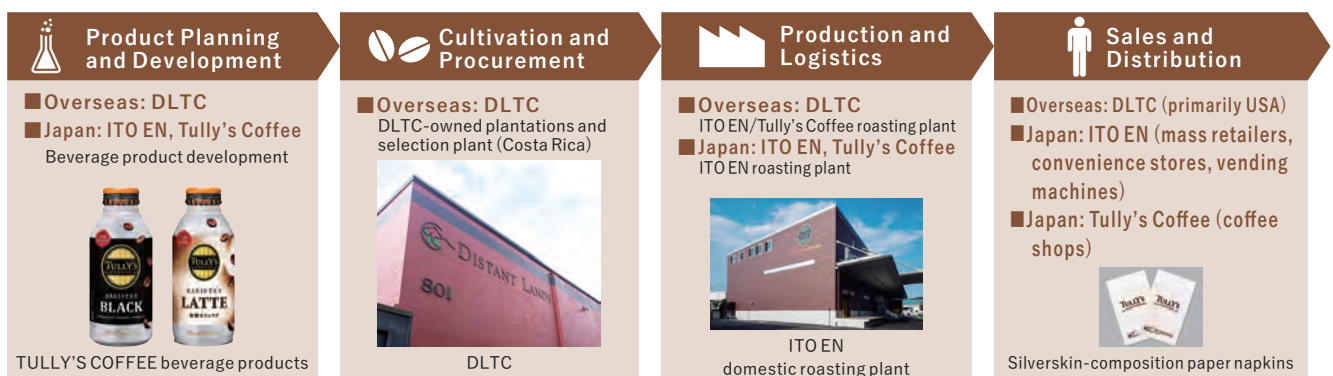 Product Planning
and Development
■Overseas: DLTC
■Japan: ITO EN, Tully's Coffee
Beverage product development
TULLY'S
BARISTA'S
BLACK
TULLY'S
BARISTA'S
LATTE
TULLY'S COFFEE beverage products
Cultivation and
Procurement
■Overseas: DLTC
DLTC-owned plantations and
selection plant (Costa Rica)
DISTANT LANDS
801
DLTC
Production and
Logistics
■Overseas: DLTC
ITO EN/Tully's Coffee roasting plant
■Japan: ITO EN, Tully's Coffee
ITO EN roasting plant
ITO EN
domestic roasting plant
Sales and
Distribution
■Overseas: DLTC (primarily USA)
■Japan: ITO EN (mass retailers,
convenience stores, vending
machines)
■Japan: Tully's Coffee (coffee
shops)
TULLY'S
TULLY'S
Silverskin-composition paper napkins